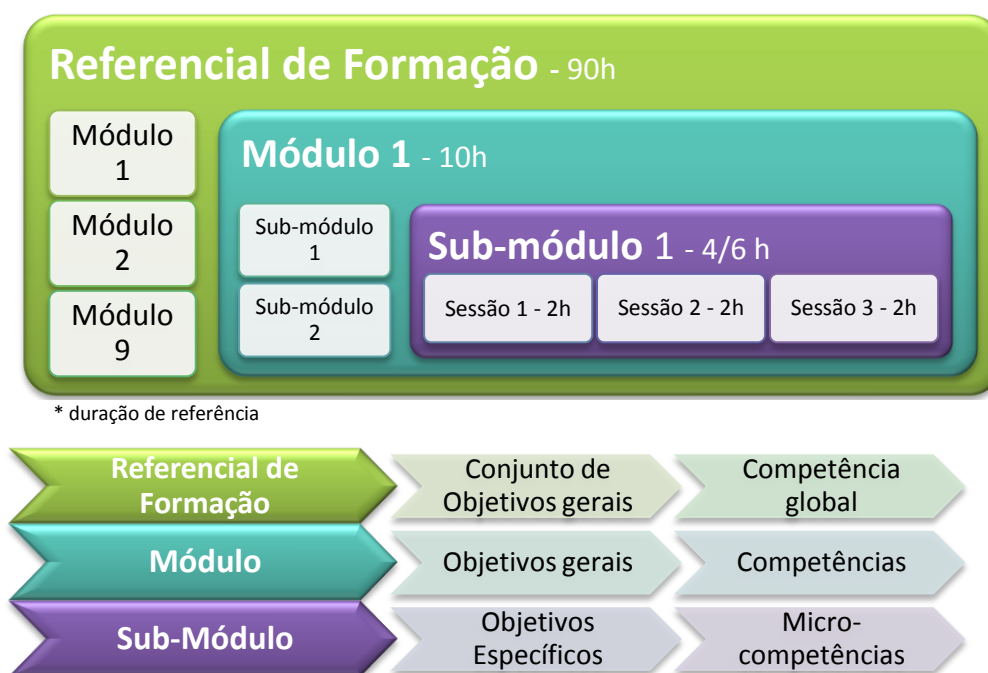 Referencial de Formação - 90h
Módulo
1
Módulo
2
Módulo
9
Módulo 1 - 10h
Sub-módulo
1
Sub-módulo
2
Sub-módulo 1 - 4/6 h
Sessão 1 - 2h
Sessão 2 - 2h
Sessão 3 - 2h
* duração de referência
Referencial de
Formação
Conjunto de
Objetivos gerais
Competência
global
Módulo
Objetivos gerais
Competências
Sub-Módulo
Objetivos
Específicos
Micro-
competências